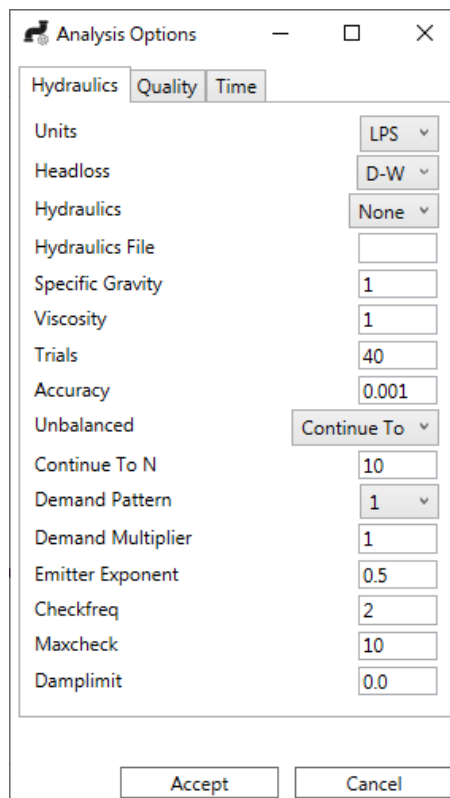 Analysis Options
Hydraulics Quality Time
Units LPS
Headloss D-W
Hydraulics None
Hydraulics File
Specific Gravity 1
Viscosity 1
Trials 40
Accuracy 0.001
Unbalanced Continue To
Continue To N 10
Demand Pattern 1
Demand Multiplier 1
Emitter Exponent 0.5
Checkfreq 2
Maxcheck 10
Damplimit 0.0
Accept Cancel